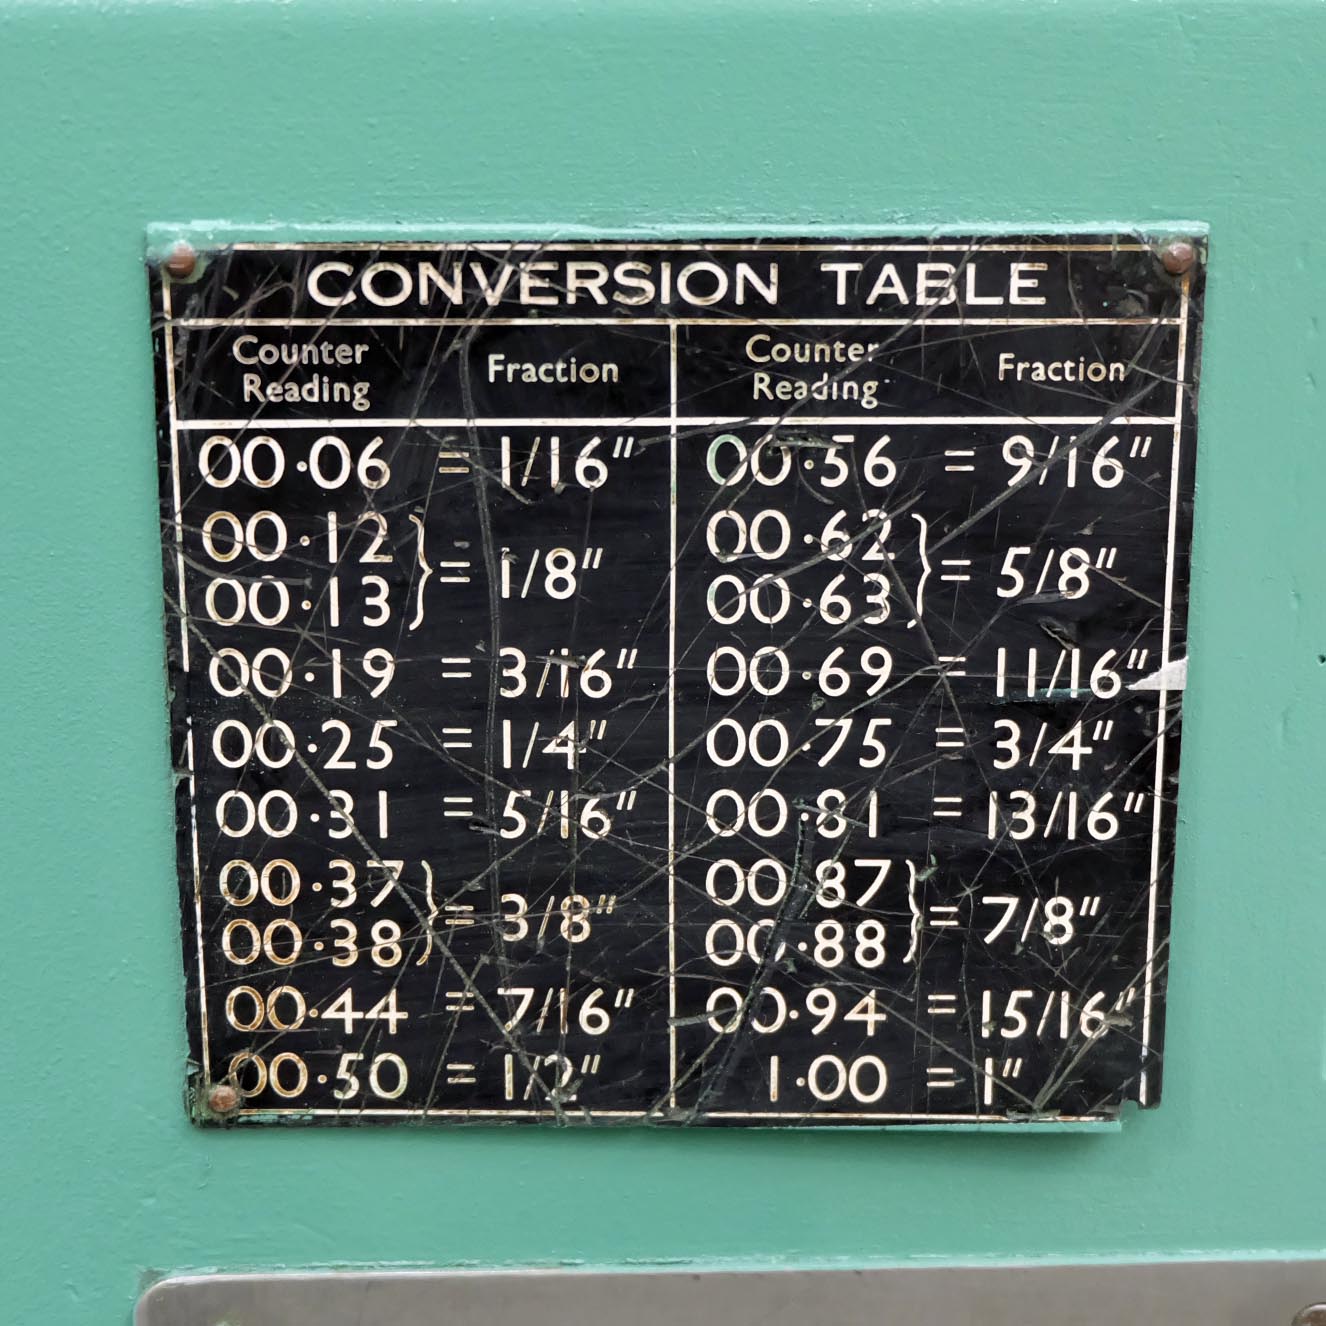 CONVERSION TABLE
Counter Reading Fraction Counter Reading Fraction
00·06 = 1/16" 00·56 = 9/16"
00·12
00·13 } = 1/8" 00·62
00·63 } = 5/8"
00·19 = 3/16" 00·69 = 11/16"
00·25 = 1/4" 00·75 = 3/4"
00·31 = 5/16" 00·81 = 13/16"
00·37
00·38 } = 3/8" 00·87
00·88 } = 7/8"
00·44 = 7/16" 00·94 = 15/16"
00·50 = 1/2" 1·00 = 1"